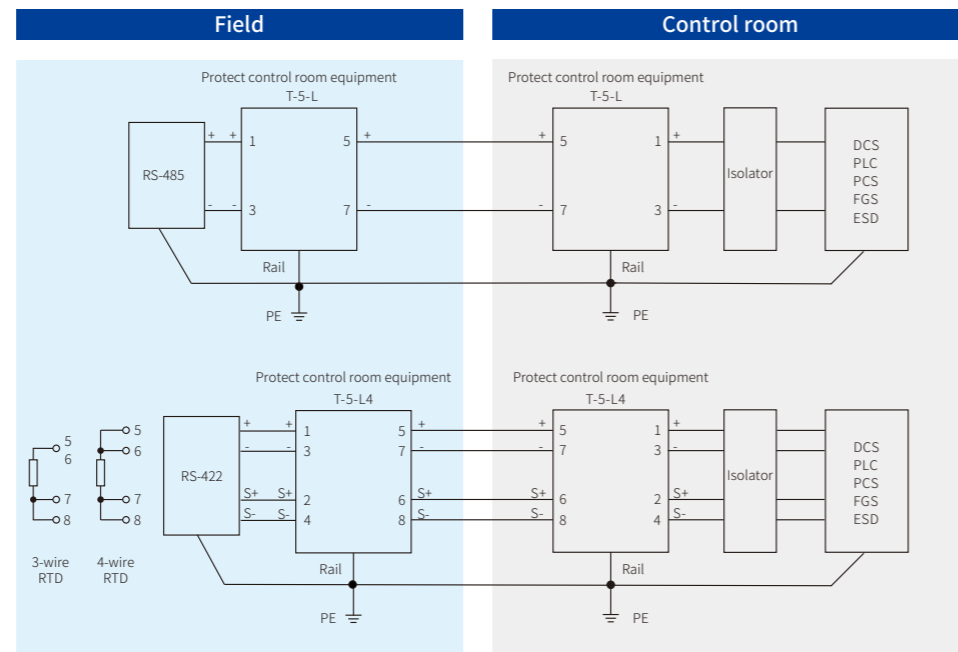 Field
Control room
Protect control room equipment
T-5-L
Protect control room equipment
T-5-L
RS-485
+ + 1 5 +
- - 3 7 -
+ 5 1 +
- 7 3 -
Isolator
DCS
PLC
PCS
FGS
ESD
Rail
PE
Rail
PE
Protect control room equipment
T-5-L4
Protect control room equipment
T-5-L4
5
6
7
8
3-wire
RTD
5
6
7
8
4-wire
RTD
RS-422
+ + 1 5 +
- - 3 7 -
S+ S+ 2 6 S+
S- S- 4 8 S-
+ 5 1 +
- 7 3 -
S+ 6 2 S+
S- 8 4 S-
Isolator
DCS
PLC
PCS
FGS
ESD
Rail
PE
Rail
PE